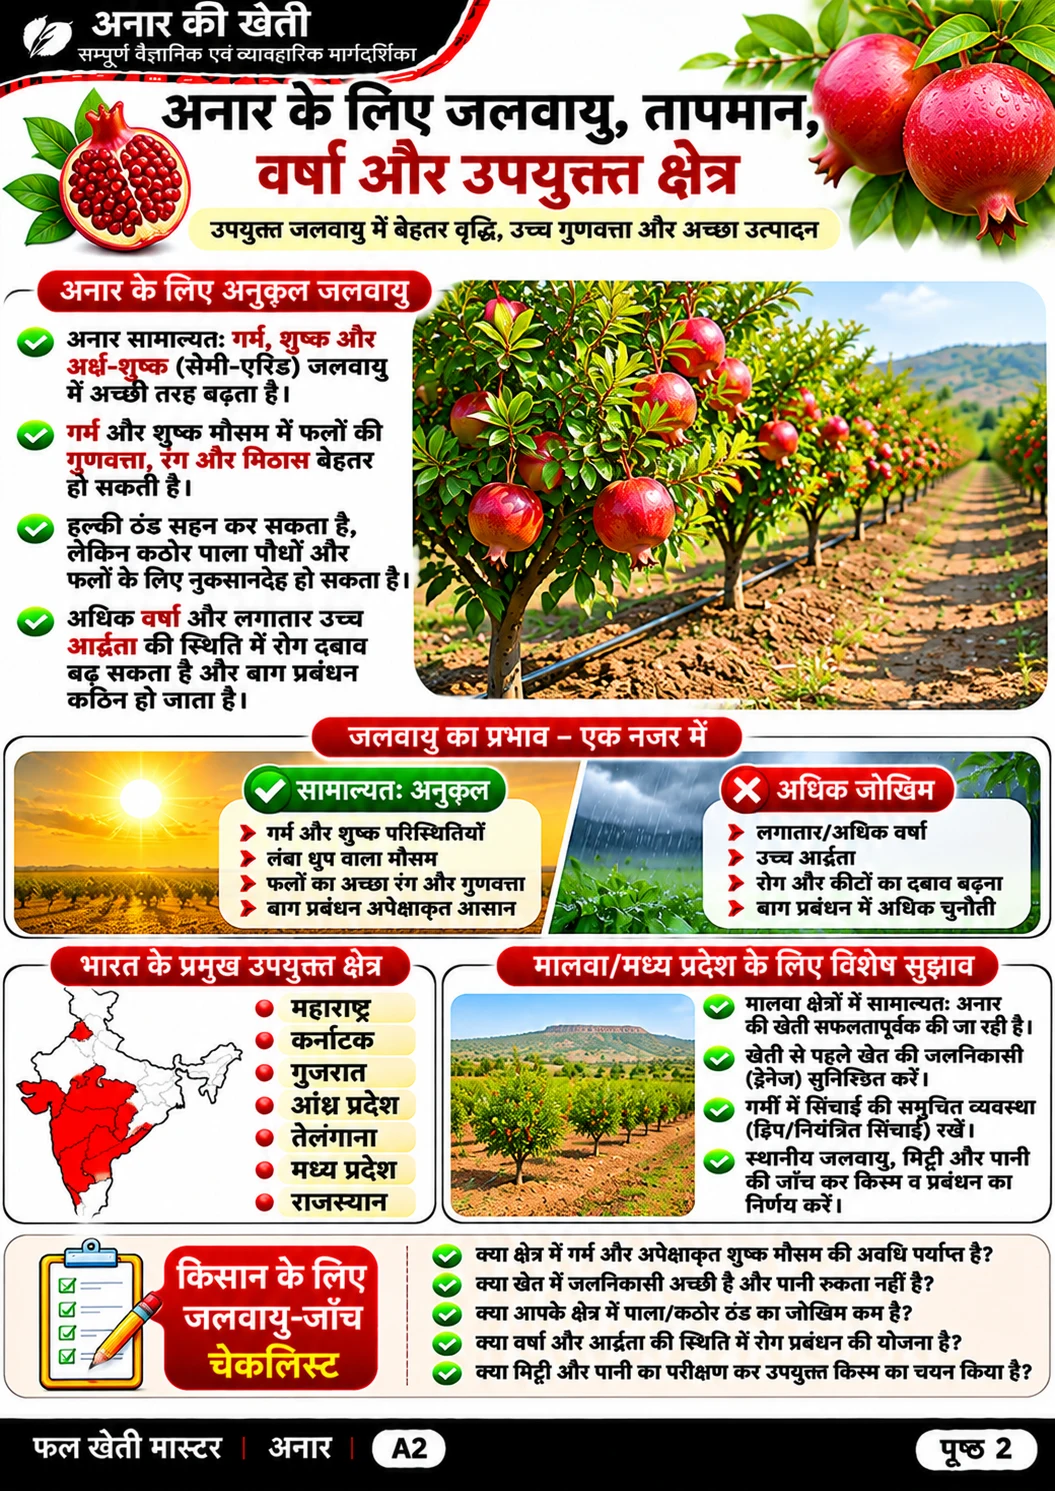 अनार की खेती
सम्पूर्ण वैज्ञानिक एवं व्यावहारिक मार्गदर्शिका
अनार के लिए जलवायु, तापमान,
वर्षा और उपयुक्त क्षेत्र
उपयुक्त जलवायु में बेहतर वृद्धि, उच्च गुणवत्ता और अच्छा उत्पादन
अनार के लिए अनुकूल जलवायु
अनार सामाल्यतः गर्म, शुष्क और
अर्क्ष-शुष्क (सेमी-एरिड) जलवायु
में अच्छी तरह बढ़ता है।
गर्म और शुष्क मौसम में फलों की
गुणवत्ता, रंग और मिठास बेहतर
हो सकती है।
हल्की ठंड सहन कर सकता है,
लेकिन कठोर पाला पौधों और
फलों के लिए नुकसानदेह हो सकता है।
अधिक वर्षा और लगातार उच्च
आर्द्रता की स्थिति में रोग दबाव
बढ़ सकता है और बाग प्रबंधन
कठिन हो जाता है।
जलवायु का प्रभाव – एक नजर में
सामाल्यतः अनुकूल
गर्म और शुष्क परिस्थितियों
लंबा धुप वाला मौसम
फलों का अच्छा रंग और गुणवत्ता
बाग प्रबंधन अपेक्षाकृत आसान
अधिक जोखिम
लगातार/अधिक वर्षा
उच्च आर्द्रता
रोग और कीटों का दबाव बढ़ना
बाग प्रबंधन में अधिक चुनौती
भारत के प्रमुख उपयुक्त क्षेत्र
महाराष्ट्र
कर्नाटक
गुजरात
आंध्र प्रदेश
तेलंगाना
मध्य प्रदेश
राजस्यान
मालवा/मध्य प्रदेश के लिए विशेष सुझाव
मालवा क्षेत्रों में सामाल्यतः अनार
की खेती सफलतापूर्वक की जा रही है।
खेती से पहले खेत की जलनिकासी
(ड्रेनेज) सुनिश्डित करें।
गर्मी में सिंचाई की समुचित व्यवस्था
(ड्रिप/नियंत्रित सिंचाई) रखें।
स्थानीय जलवायु, मिट्टी और पानी
की जाँच कर किस्म व प्रबंधन का
निर्णय करें।
किसान के लिए
जलवायु-जाँच
चेकलिस्ट
क्या क्षेत्र में गर्म और अपेक्षाकृत शुष्क मौसम की अवधि पर्याप्त है?
क्या खेत में जलनिकासी अच्छी है और पानी रुकता नहीं है?
क्या आपके क्षेत्र में पाला/कठोर ठंड का जोखिम कम है?
क्या वर्षा और आर्द्रता की स्थिति में रोग प्रबंधन की योजना है?
क्या मिट्टी और पानी का परीक्षण कर उपयुक्त किस्म का चयन किया है?
फल खेती मास्टर | अनार | A2
पृष्ठ 2